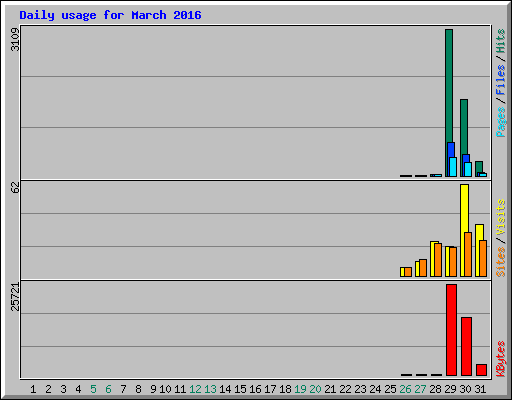 Daily usage for March 2016
3109
Pages/Files/Hits
62
Sites/Visits
25721
KBytes
1 2 3 4 5 6 7 8 9 10 11 12 13 14 15 16 17 18 19 20 21 22 23 24 25 26 27 28 29 30 31